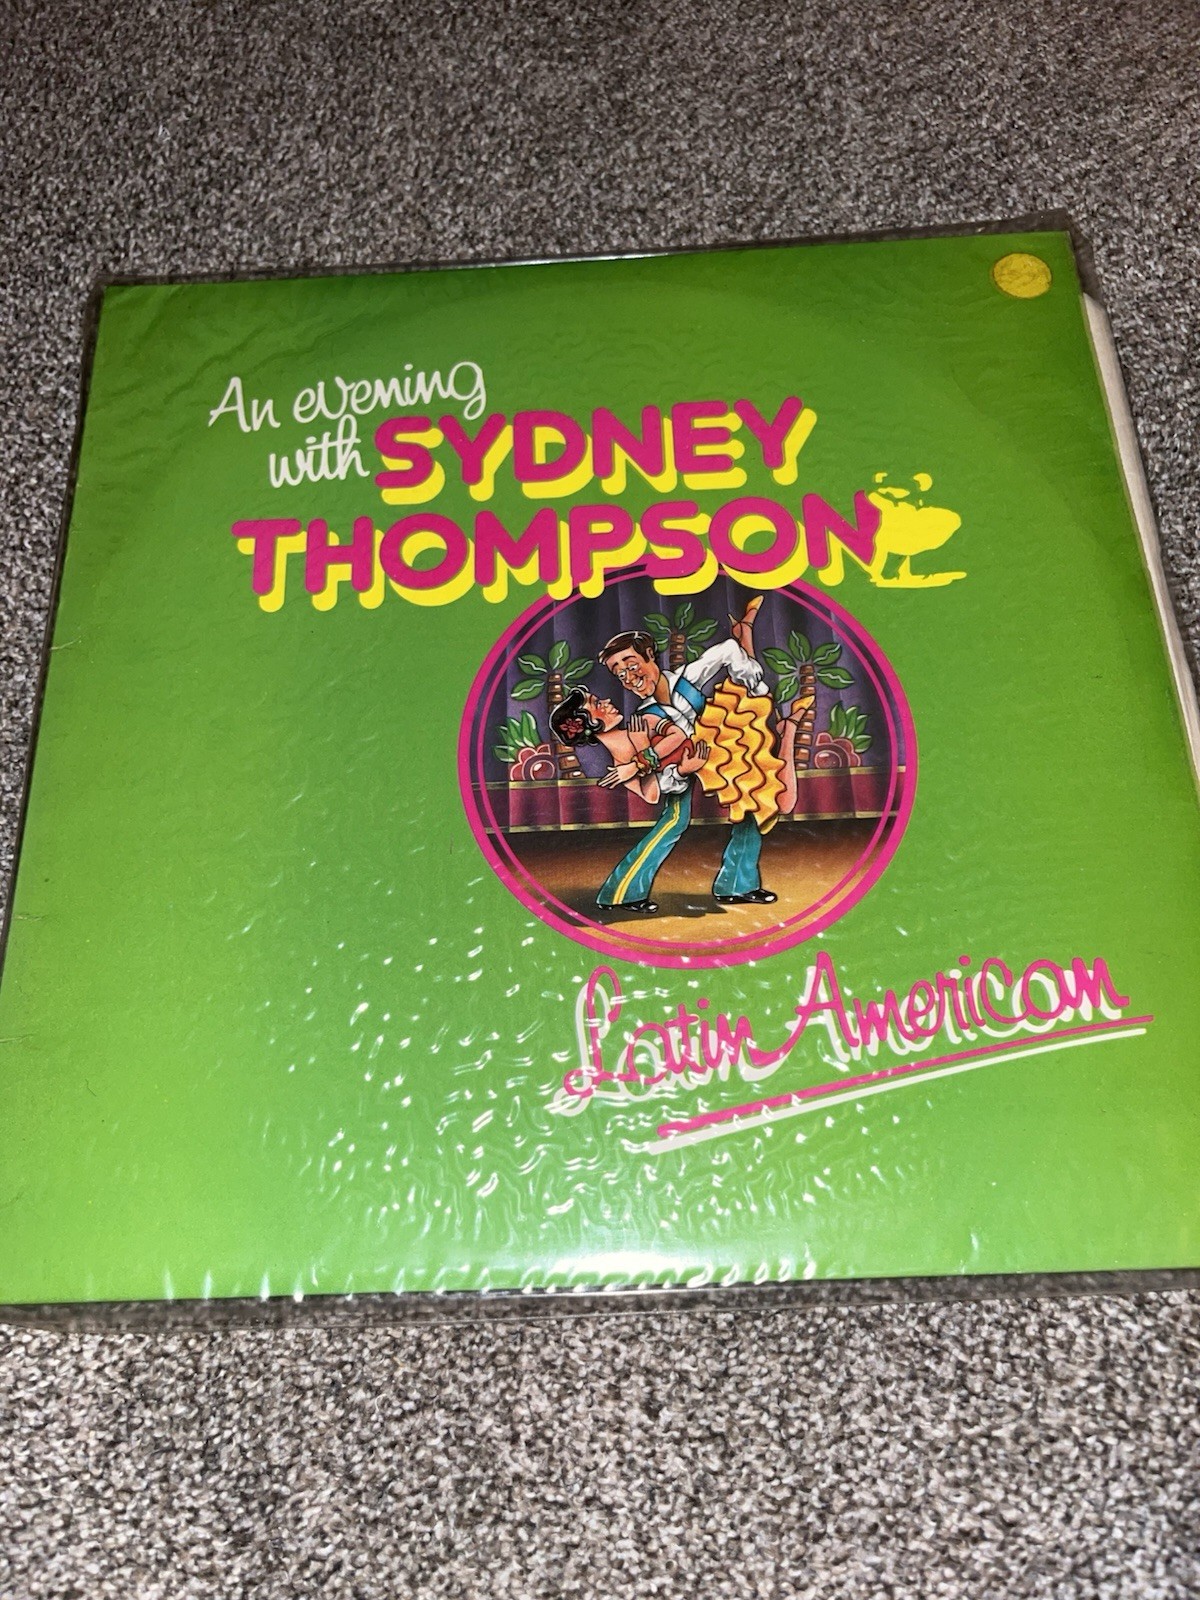 An evening
with SYDNEY
THOMPSON
Latin American